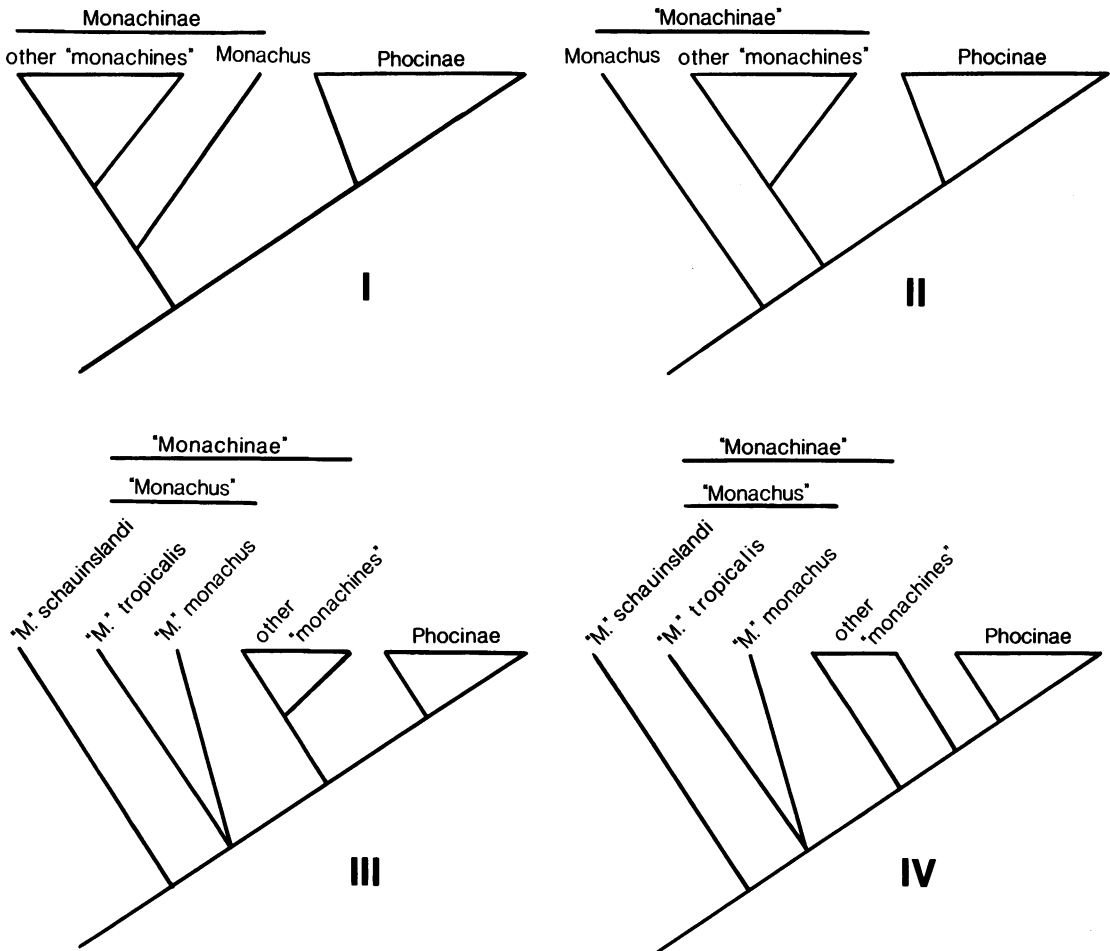 Monachinae
other "monachines" Monachus
Phocinae
I
"Monachinae"
Monachus other "monachines"
Phocinae
II
"Monachinae"
"Monachus"
"M." schauinslandi
"M." tropicalis
"M." monachus
other
"monachines"
Phocinae
III
"Monachinae"
"Monachus"
"M." schauinslandi
"M." tropicalis
"M." monachus
other
"monachines"
Phocinae
IV